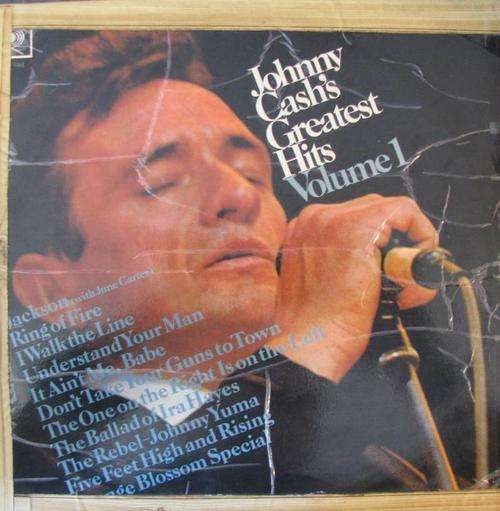 Johnny
Cash's
Greatest
Hits
Volume 1
Jackson (with June Carter)
Ring of Fire
I Walk the Line
Understand Your Man
It Ain't Me, Babe
Don't Take Your Guns to Town
The One on the Right Is on the Left
The Ballad of Ira Hayes
The Rebel-Johnny Yuma
Five Feet High and Rising
nge Blossom Special